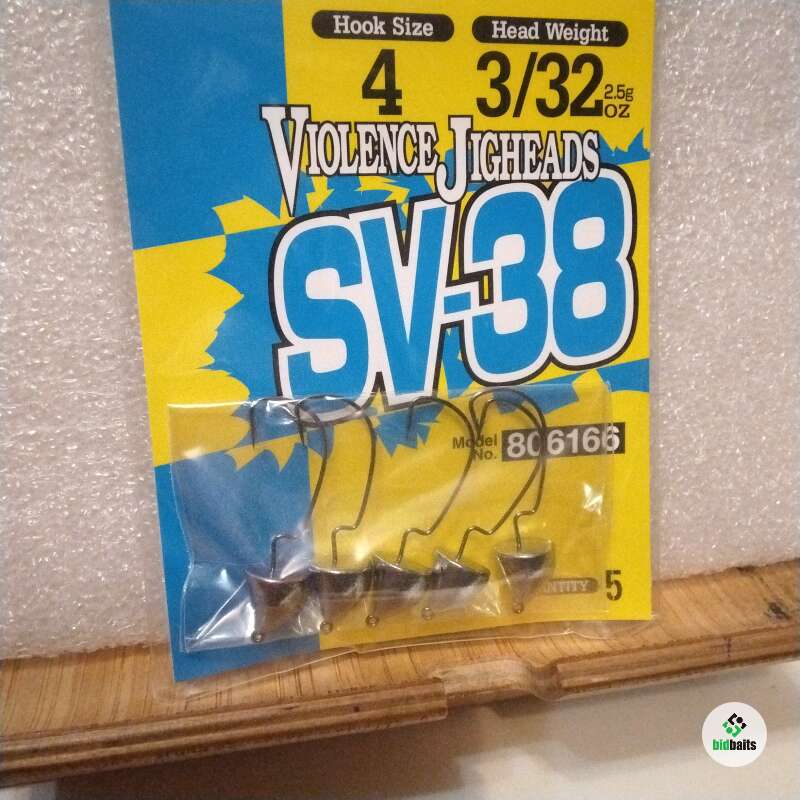 Hook Size
Head Weight
4
3/32
2.5g
OZ
VIOLENCE JIGHEADS
SV-38
Model
No.
806166
5
bidbaits